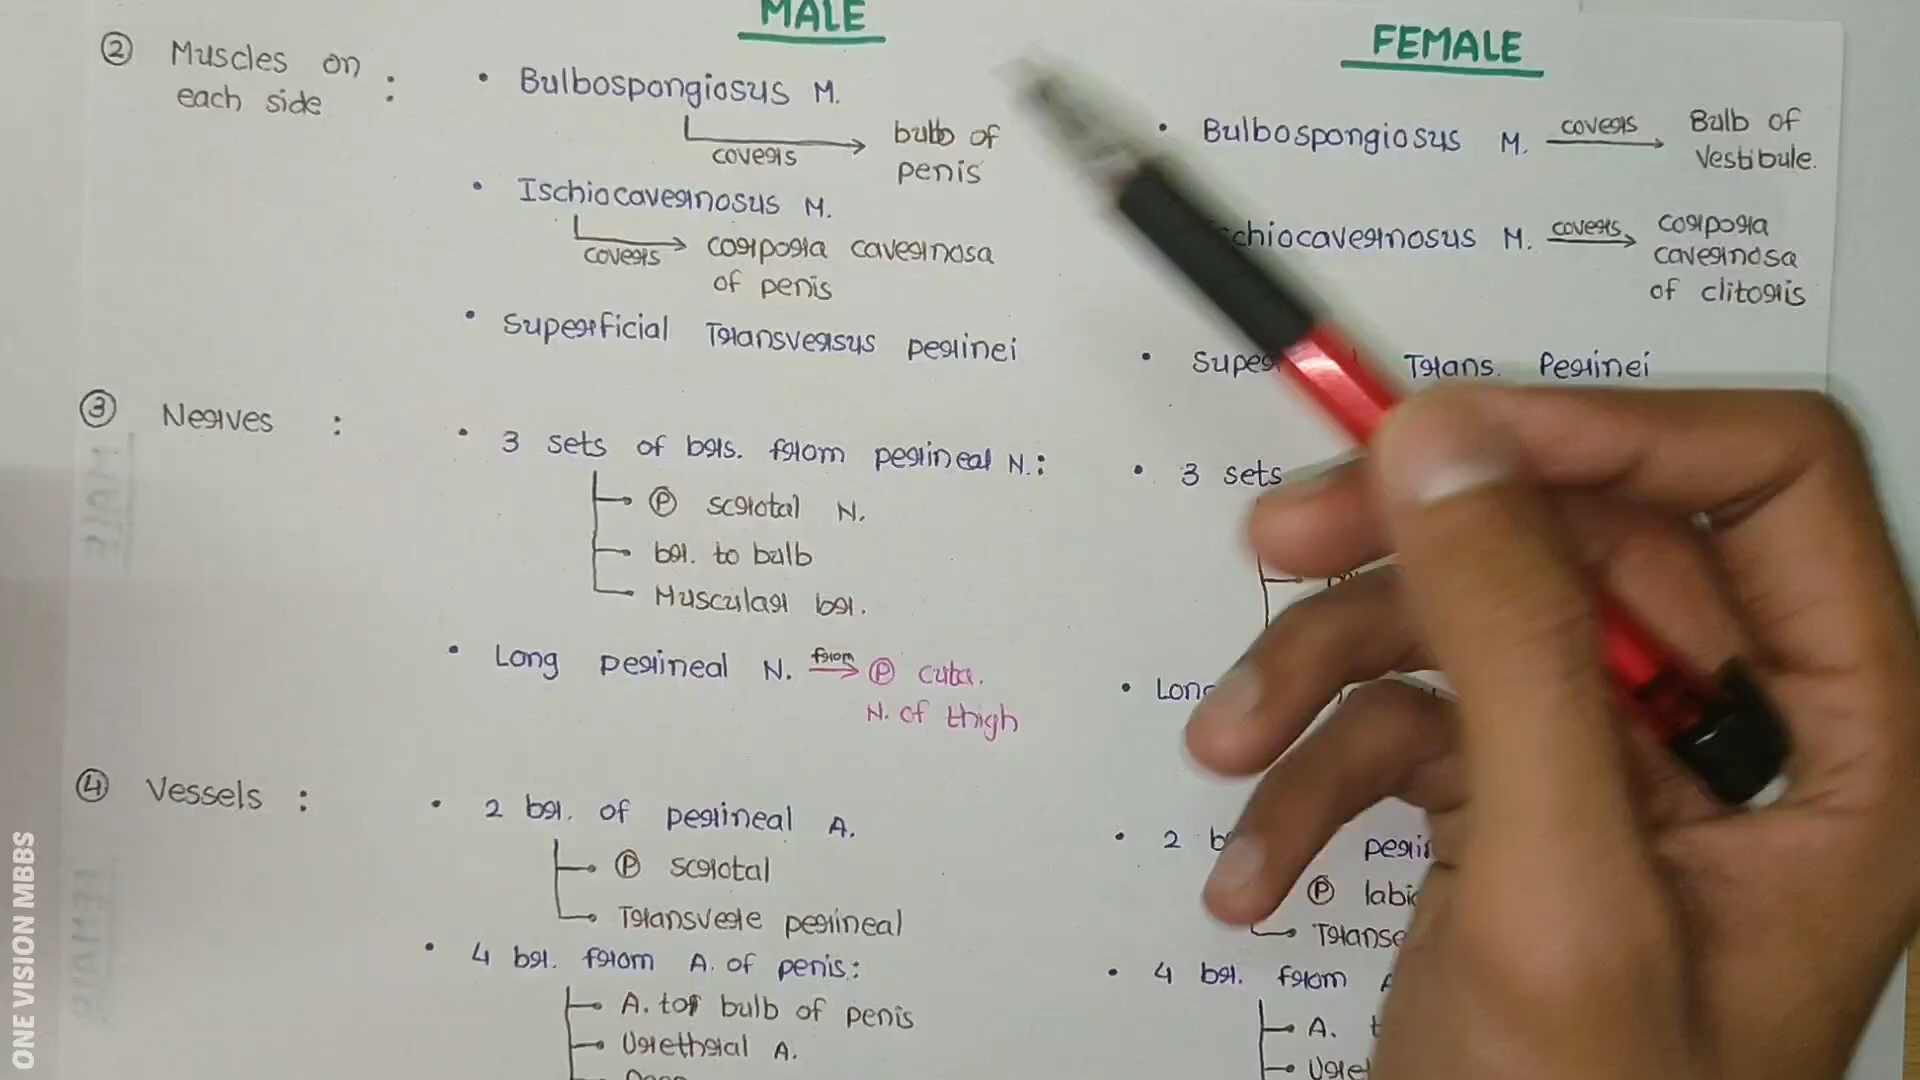 MALE
FEMALE
② Muscles on each side :
• Bulbospongiosus M.
covers → bulb of penis
• Ischiocavernosus M.
covers → corpora cavernosa of penis
• Superficial Transversus perinei
• Bulbospongiosus M. covers → Bulb of Vestibule.
chiocavernosus M. covers → corpora cavernosa of clitoris
• Super Trans. Perinei
③ Nerves :
• 3 sets of brs. from perineal N.:
Ⓟ scrotal N.
br. to bulb
Muscular br.
• Long perineal N. from → Ⓟ cuta. N. of thigh
• 3 sets
• Long
④ Vessels :
• 2 br. of perineal A.
Ⓟ scrotal
Transverle perineal
• 4 br. from A. of penis:
A. to bulb of penis
Urethral A.
• 2 b perin
Ⓟ labi
Transe
• 4 br. from A
A. t
Uret
ONE VISION MBBS